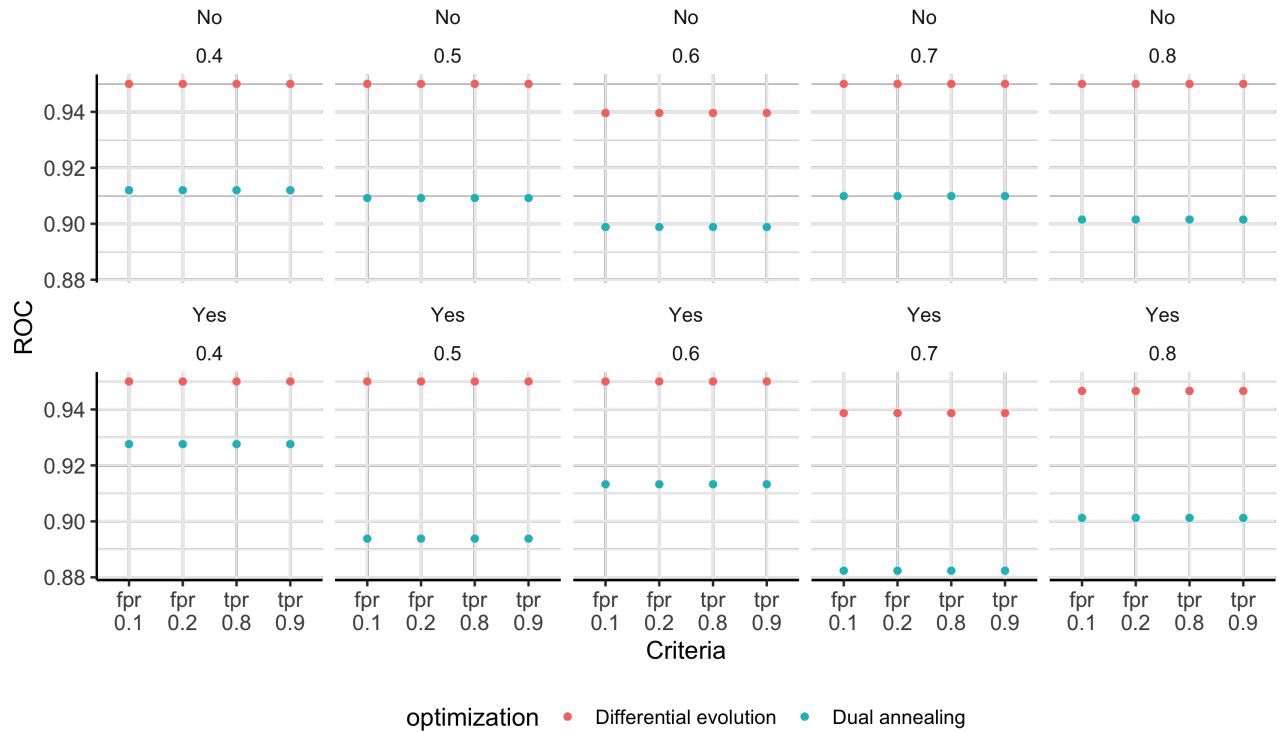 No No No No No
0.4 0.5 0.6 0.7 0.8
0.94
0.92
0.90
0.88
ROC
Yes Yes Yes Yes Yes
0.4 0.5 0.6 0.7 0.8
0.94
0.92
0.90
0.88
fpr fpr tpr tpr fpr fpr tpr tpr fpr fpr tpr tpr fpr fpr tpr tpr fpr fpr tpr tpr
0.1 0.2 0.8 0.9 0.1 0.2 0.8 0.9 0.1 0.2 0.8 0.9 0.1 0.2 0.8 0.9 0.1 0.2 0.8 0.9
Criteria
optimization Differential evolution Dual annealing